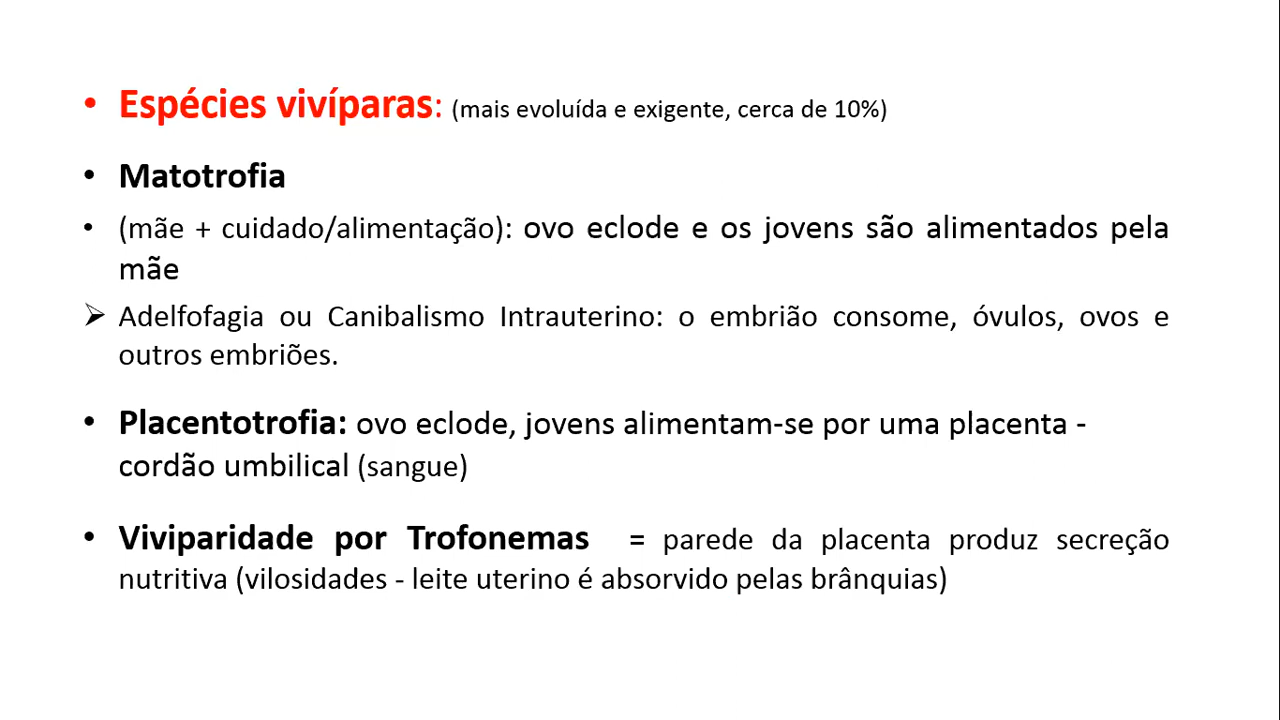 • Espécies vivíparas: (mais evoluída e exigente, cerca de 10%)
• Matotrofia
• (mãe + cuidado/alimentação): ovo eclode e os jovens são alimentados pela
mãe
➢ Adelfofagia ou Canibalismo Intrauterino: o embrião consome, óvulos, ovos e
outros embriões.
• Placentotrofia: ovo eclode, jovens alimentam-se por uma placenta -
cordão umbilical (sangue)
• Viviparidade por Trofonemas = parede da placenta produz secreção
nutritiva (vilosidades - leite uterino é absorvido pelas brânquias)